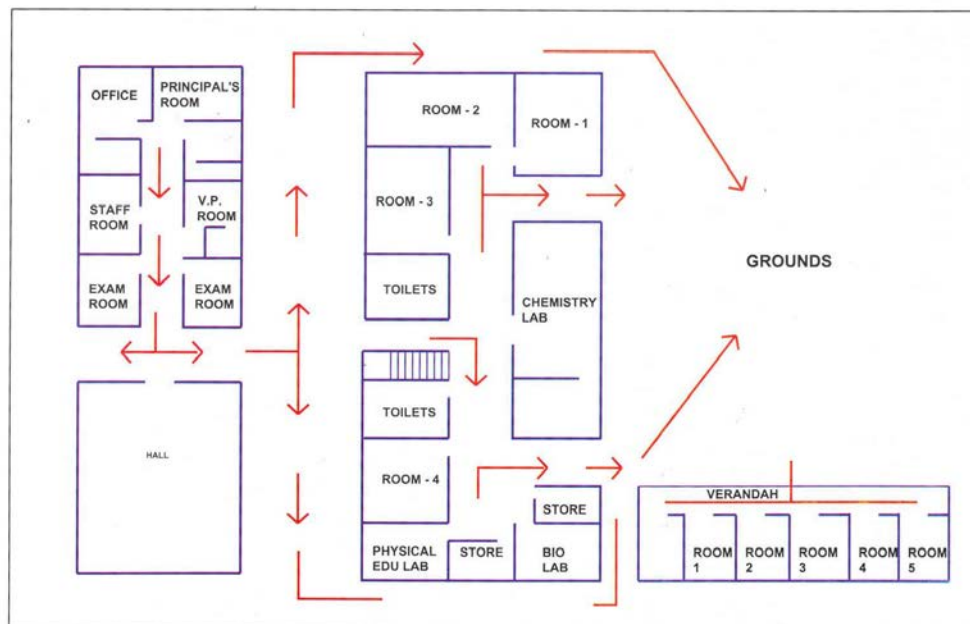 OFFICE
PRINCIPAL'S
ROOM
STAFF
ROOM
V.P.
ROOM
EXAM
ROOM
EXAM
ROOM
HALL
ROOM - 2
ROOM - 1
ROOM - 3
TOILETS
CHEMISTRY
LAB
TOILETS
ROOM - 4
STORE
PHYSICAL
EDU LAB
STORE
BIO
LAB
GROUNDS
VERANDAH
ROOM
1
ROOM
2
ROOM
3
ROOM
4
ROOM
5